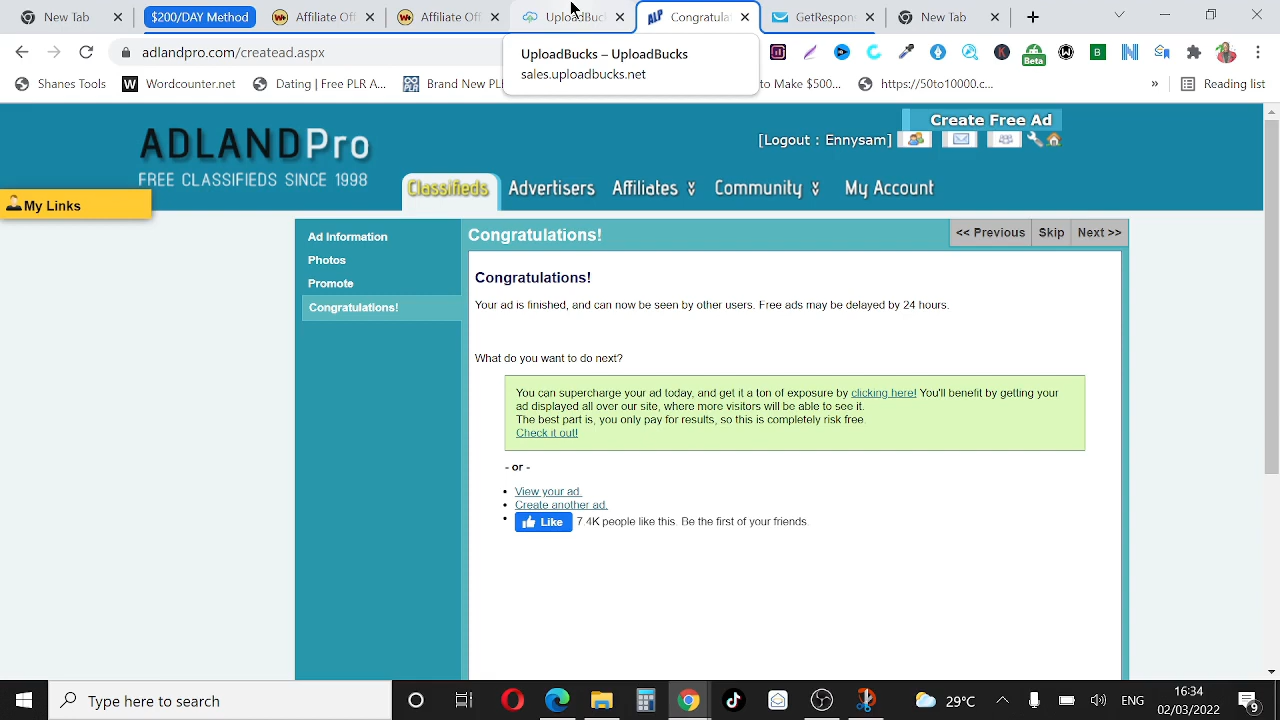 New Tab
$200/DAY Method
Affiliate Off
Affiliate Off
UploadBuc
Congratula
GetRespon
New Tab
adlandpro.com/createad.aspx
UploadBucks – UploadBucks
sales.uploadbucks.net
Beta
Shanes Tools
Wordcounter.net
Dating | Free PLR A...
Brand New PL
to Make $500...
https://50to10000.c...
»
Reading list
ADLANDPro
FREE CLASSIFIEDS SINCE 1998
Create Free Ad
[Logout : Ennysam]
Classifieds
Advertisers
Affiliates
Community
My Account
My Links
Ad Information
Photos
Promote
Congratulations!
Congratulations!
<< Previous
Skip
Next >>
Congratulations!
Your ad is finished, and can now be seen by other users. Free ads may be delayed by 24 hours.
What do you want to do next?
You can supercharge your ad today, and get it a ton of exposure by clicking here! You'll benefit by getting your
ad displayed all over our site, where more visitors will be able to see it.
The best part is, you only pay for results, so this is completely risk free.
Check it out!
- or -
• View your ad.
• Create another ad.
• Like 7.4K people like this. Be the first of your friends.
Type here to search
29°C
ENG
16:34
02/03/2022
9